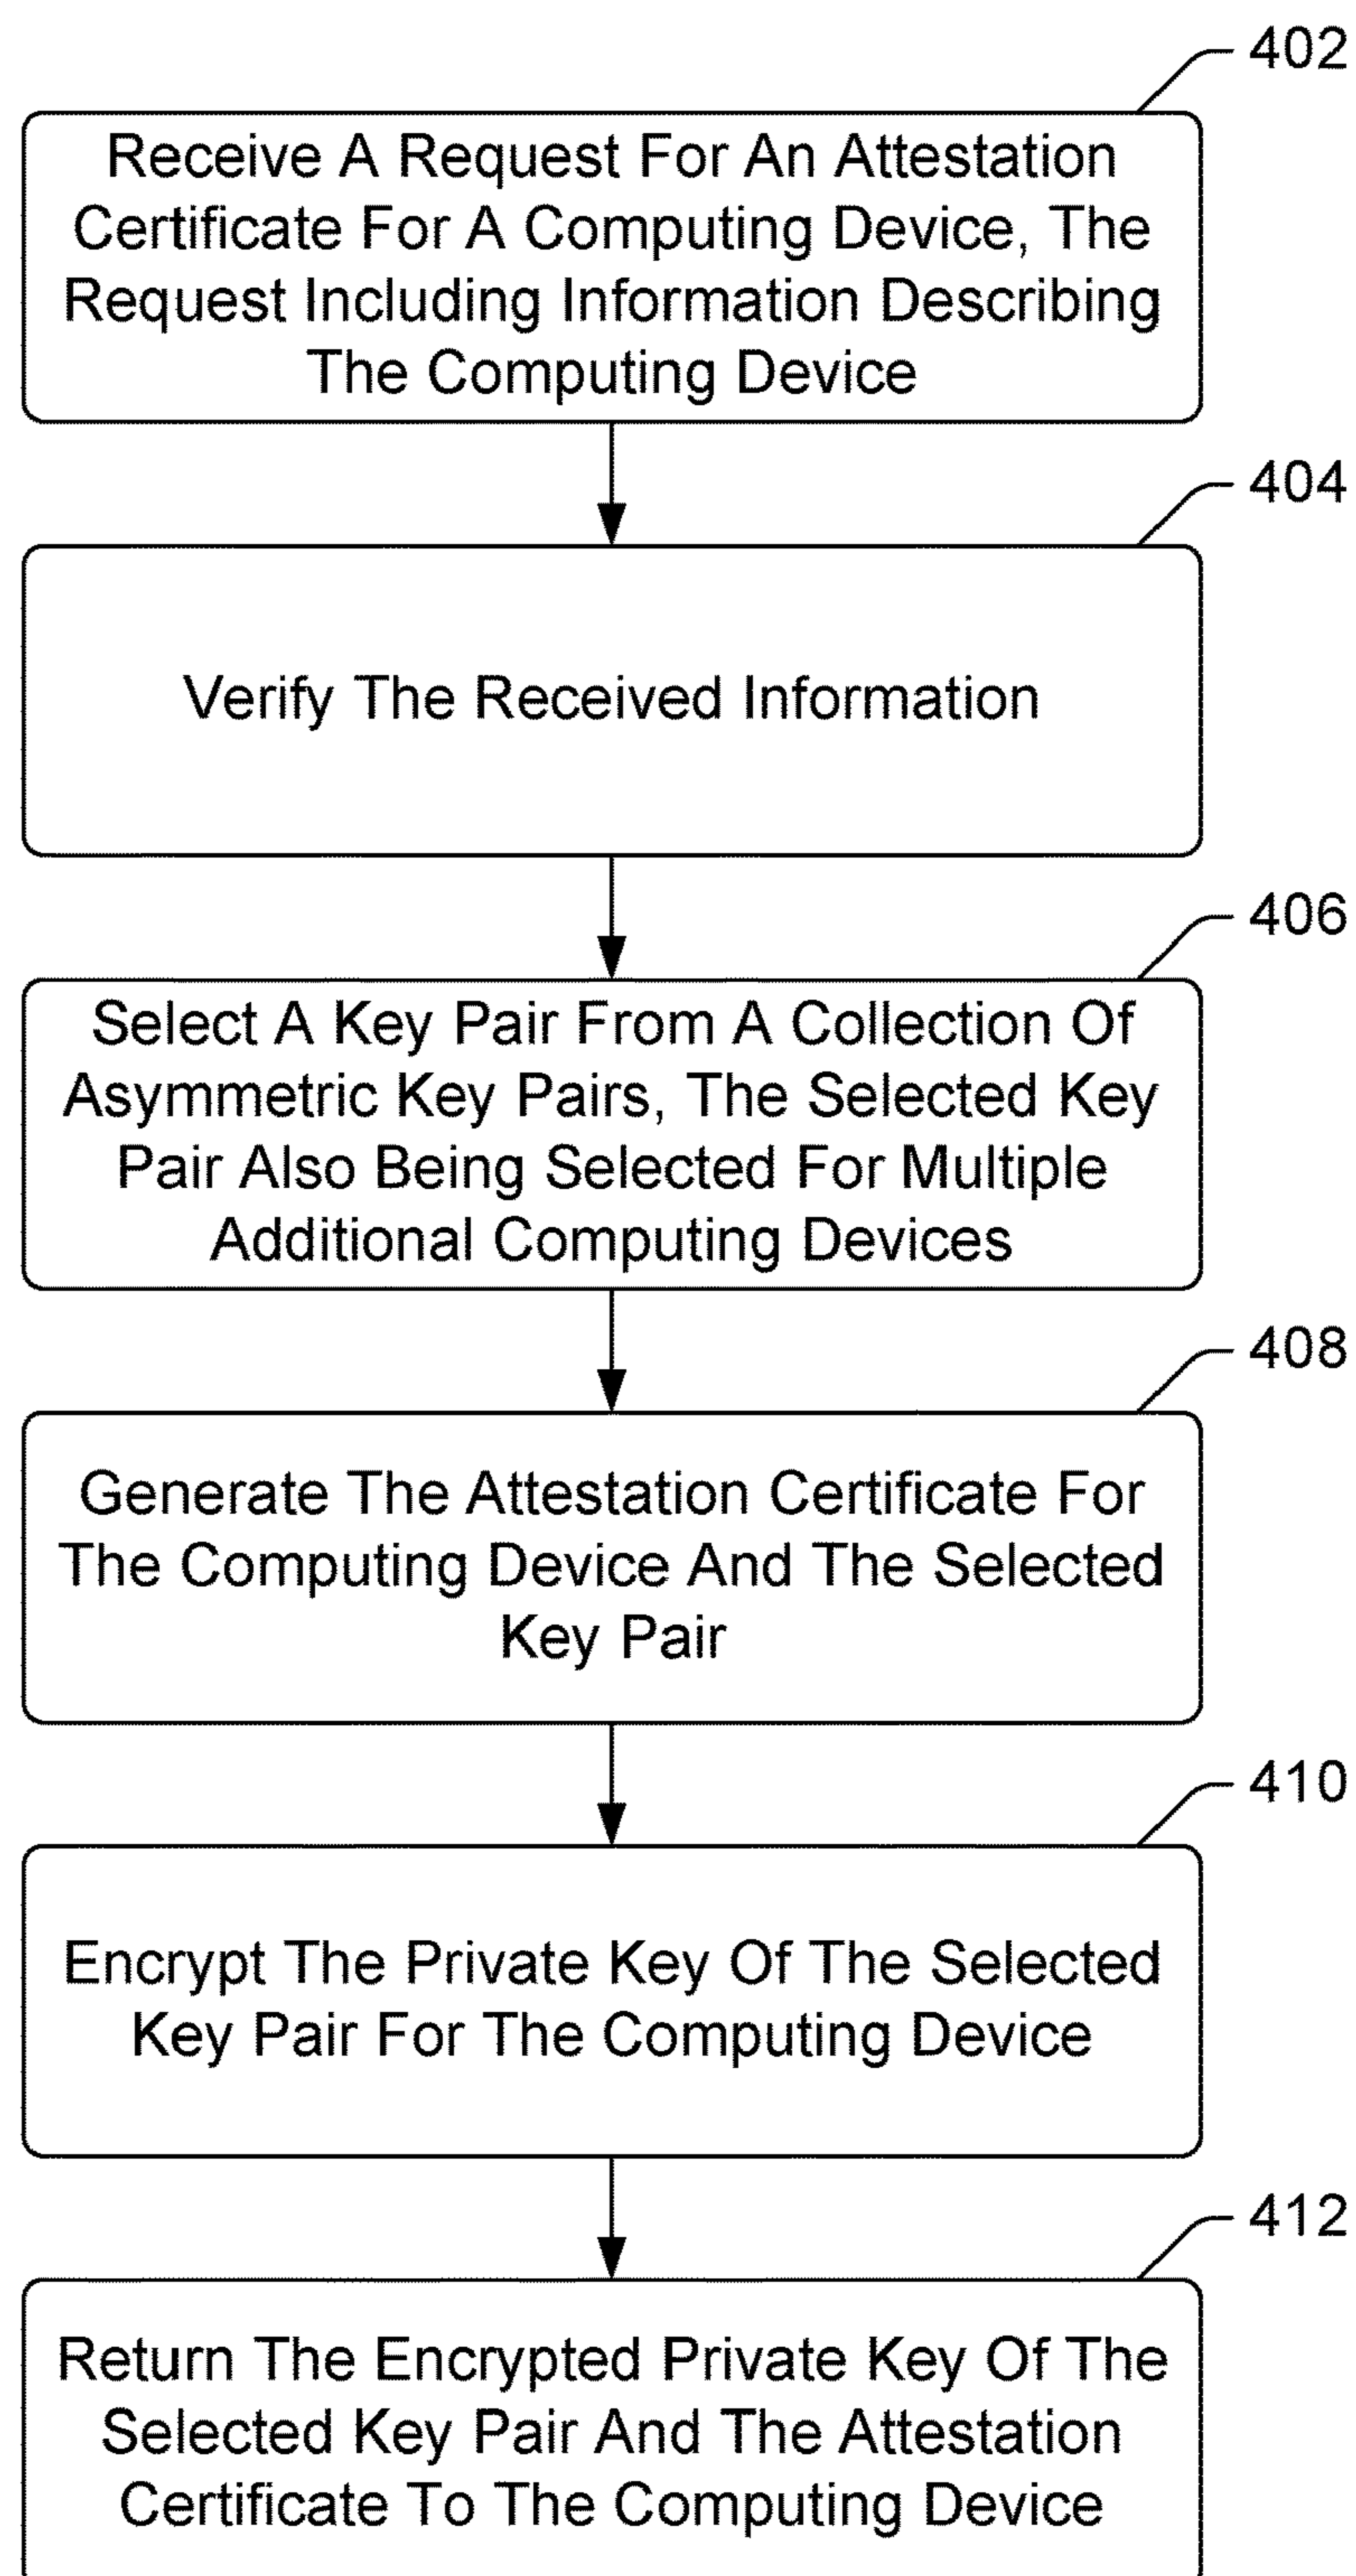 402
Receive A Request For An Attestation
Certificate For A Computing Device, The
Request Including Information Describing
The Computing Device
404
Verify The Received Information
406
Select A Key Pair From A Collection Of
Asymmetric Key Pairs, The Selected Key
Pair Also Being Selected For Multiple
Additional Computing Devices
408
Generate The Attestation Certificate For
The Computing Device And The Selected
Key Pair
410
Encrypt The Private Key Of The Selected
Key Pair For The Computing Device
412
Return The Encrypted Private Key Of The
Selected Key Pair And The Attestation
Certificate To The Computing Device